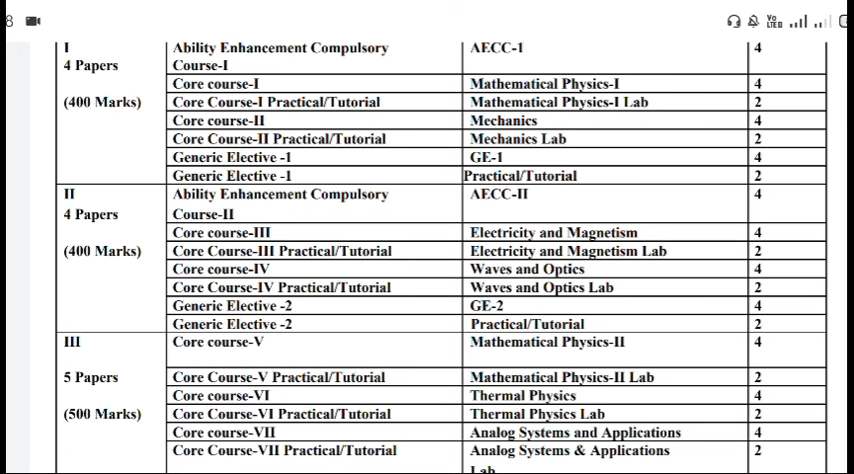 8
Vo
LTE
I Ability Enhancement Compulsory AECC-1 4
4 Papers Course-I
Core course-I Mathematical Physics-I 4
(400 Marks) Core Course-I Practical/Tutorial Mathematical Physics-I Lab 2
Core course-II Mechanics 4
Core Course-II Practical/Tutorial Mechanics Lab 2
Generic Elective -1 GE-1 4
Generic Elective -1 Practical/Tutorial 2
II Ability Enhancement Compulsory AECC-II 4
4 Papers Course-II
Core course-III Electricity and Magnetism 4
(400 Marks) Core Course-III Practical/Tutorial Electricity and Magnetism Lab 2
Core course-IV Waves and Optics 4
Core Course-IV Practical/Tutorial Waves and Optics Lab 2
Generic Elective -2 GE-2 4
Generic Elective -2 Practical/Tutorial 2
III Core course-V Mathematical Physics-II 4
5 Papers Core Course-V Practical/Tutorial Mathematical Physics-II Lab 2
Core course-VI Thermal Physics 4
(500 Marks) Core Course-VI Practical/Tutorial Thermal Physics Lab 2
Core course-VII Analog Systems and Applications 4
Core Course-VII Practical/Tutorial Analog Systems & Applications 2
Lab